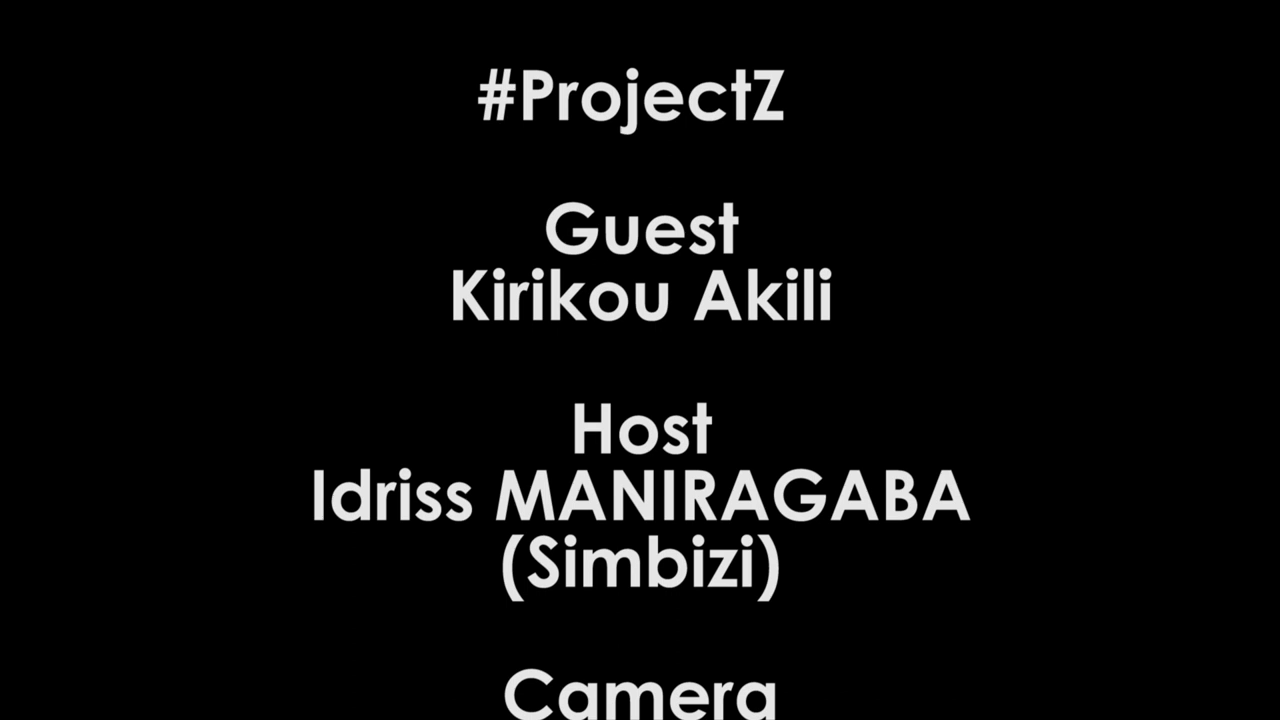 #ProjectZ
Guest
Kirikou Akili
Host
Idriss MANIRAGABA
(Simbizi)
Camera